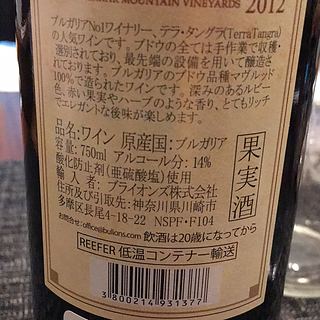 MOUNTAIN VINEYARDS 2012
ブルガリアNo1ワイナリー、テラ・タングラ(TerraTangra)
の人気ワインです。ブドウの全ては手作業で収穫・
選別されており、最先端の設備を用いて醸造さ
れております。ブルガリアのブドウ品種マヴルッド
100%で造られたワインです。深みのあるルビー
色、赤い果実やハーブのような香り、とてもリッチ
でエレガントな後味が楽しめます。
品名:ワイン 原産国:ブルガリア
容量:750ml アルコール分:14%
酸化防止剤(亜硫酸塩)使用
輸入者:ブライオンズ株式会社
住所及び引取先:神奈川県川崎市
多摩区長尾4-18-22 NSPF・F104
果実酒
お問合せ:office@bulions.com 飲酒は20歳になってから
REEFER 低温コンテナー輸送
3800214931377